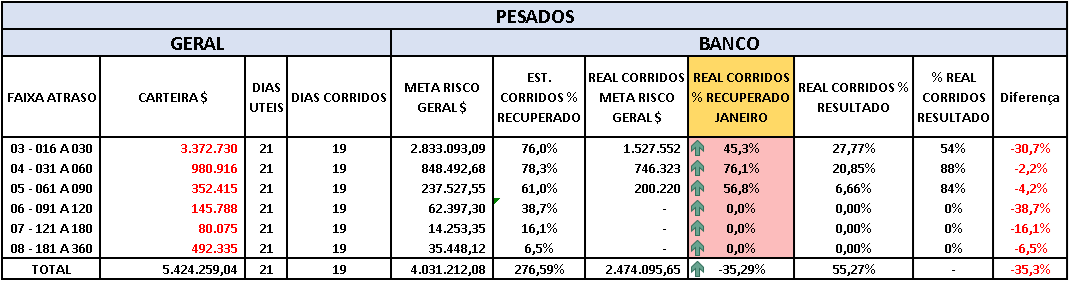 PESADOS
GERAL BANCO
FAIXA ATRASO CARTEIRA $ DIAS UTEIS DIAS CORRIDOS META RISCO GERAL $ EST. CORRIDOS % RECUPERADO REAL CORRIDOS META RISCO GERAL $ REAL CORRIDOS % RECUPERADO JANEIRO REAL CORRIDOS % RESULTADO % REAL CORRIDOS RESULTADO Diferença
03 - 016 A 030 3.372.730 21 19 2.833.093,09 76,0% 1.527.552 45,3% 27,77% 54% -30,7%
04 - 031 A 060 980.916 21 19 848.492,68 78,3% 746.323 76,1% 20,85% 88% -2,2%
05 - 061 A 090 352.415 21 19 237.527,55 61,0% 200.220 56,8% 6,66% 84% -4,2%
06 - 091 A 120 145.788 21 19 62.397,30 38,7% - 0,0% 0,00% 0% -38,7%
07 - 121 A 180 80.075 21 19 14.253,35 16,1% - 0,0% 0,00% 0% -16,1%
08 - 181 A 360 492.335 21 19 35.448,12 6,5% - 0,0% 0,00% 0% -6,5%
TOTAL 5.424.259,04 21 19 4.031.212,08 276,59% 2.474.095,65 -35,29% 55,27% - -35,3%